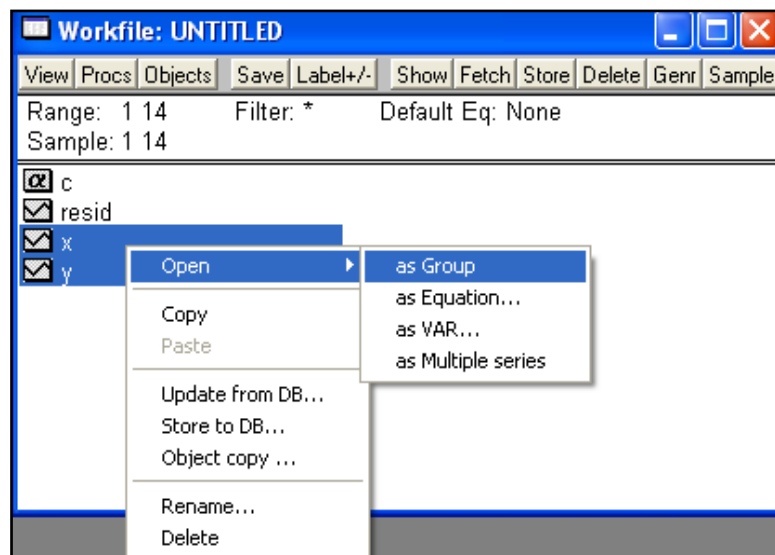 Workfile: UNTITLED
View Procs Objects Save Label+/- Show Fetch Store Delete Genr Sample
Range: 1 14 Filter: * Default Eq: None
Sample: 1 14
α c
resid
x
y
Open
Copy
Paste
Update from DB...
Store to DB...
Object copy ...
Rename...
Delete
as Group
as Equation...
as VAR...
as Multiple series